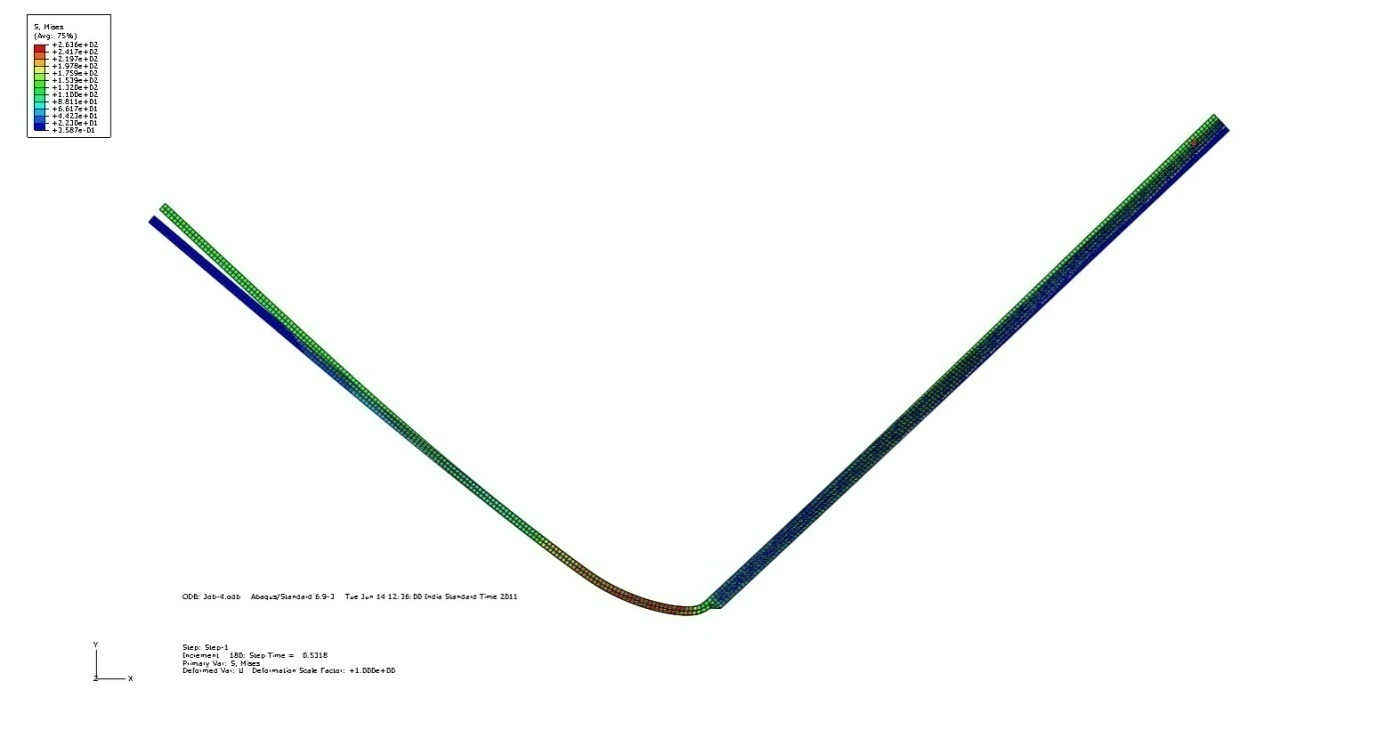 S, Mises
(Avg: 75%)
+2.636e+02
+2.417e+02
+2.197e+02
+1.978e+02
+1.759e+02
+1.539e+02
+1.320e+02
+1.100e+02
+8.811e+01
+6.617e+01
+4.423e+01
+2.230e+01
+3.587e-01
ODB: Job-4.odb Abaqus/Standard 6.9-3 Tue Jun 14 12:36:00 India Standard Time 2011
Y
Z X
Step: Step-1
Increment 180: Step Time = 0.5318
Primary Var: S, Mises
Deformed Var: U Deformation Scale Factor: +1.000e+00